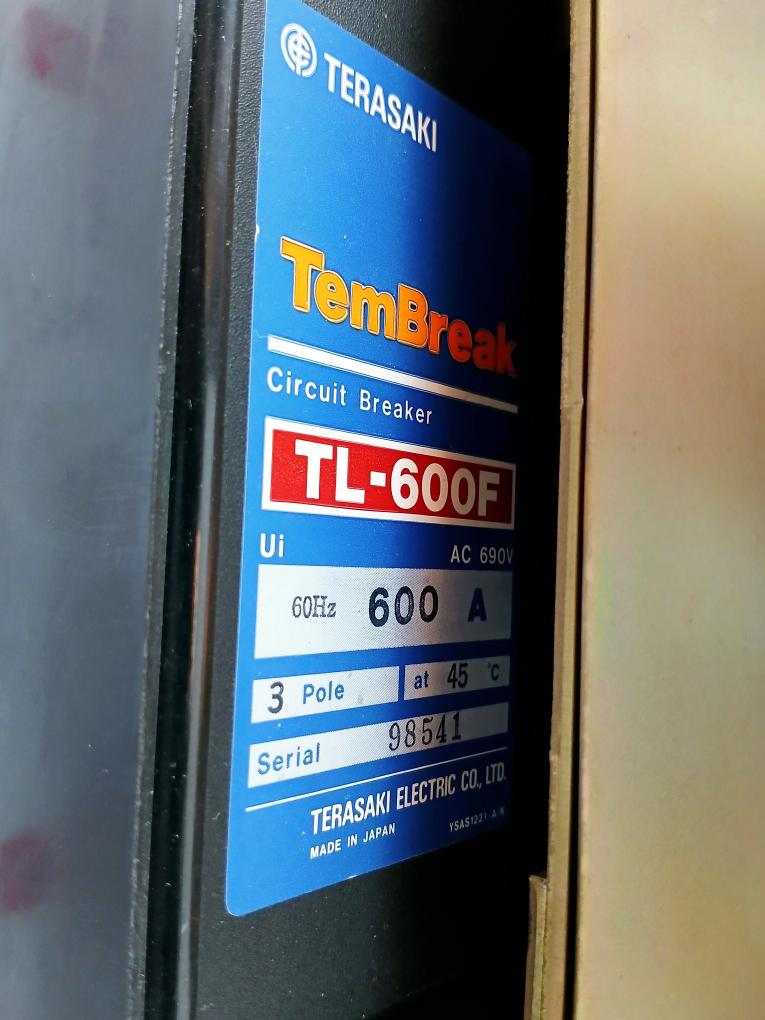 TERASAKI
TemBreak
Circuit Breaker
TL-600F
Ui AC 690V
60Hz 600 A
3 Pole at 45 °C
Serial 98541
TERASAKI ELECTRIC CO., LTD.
MADE IN JAPAN YSAS1221-A/K